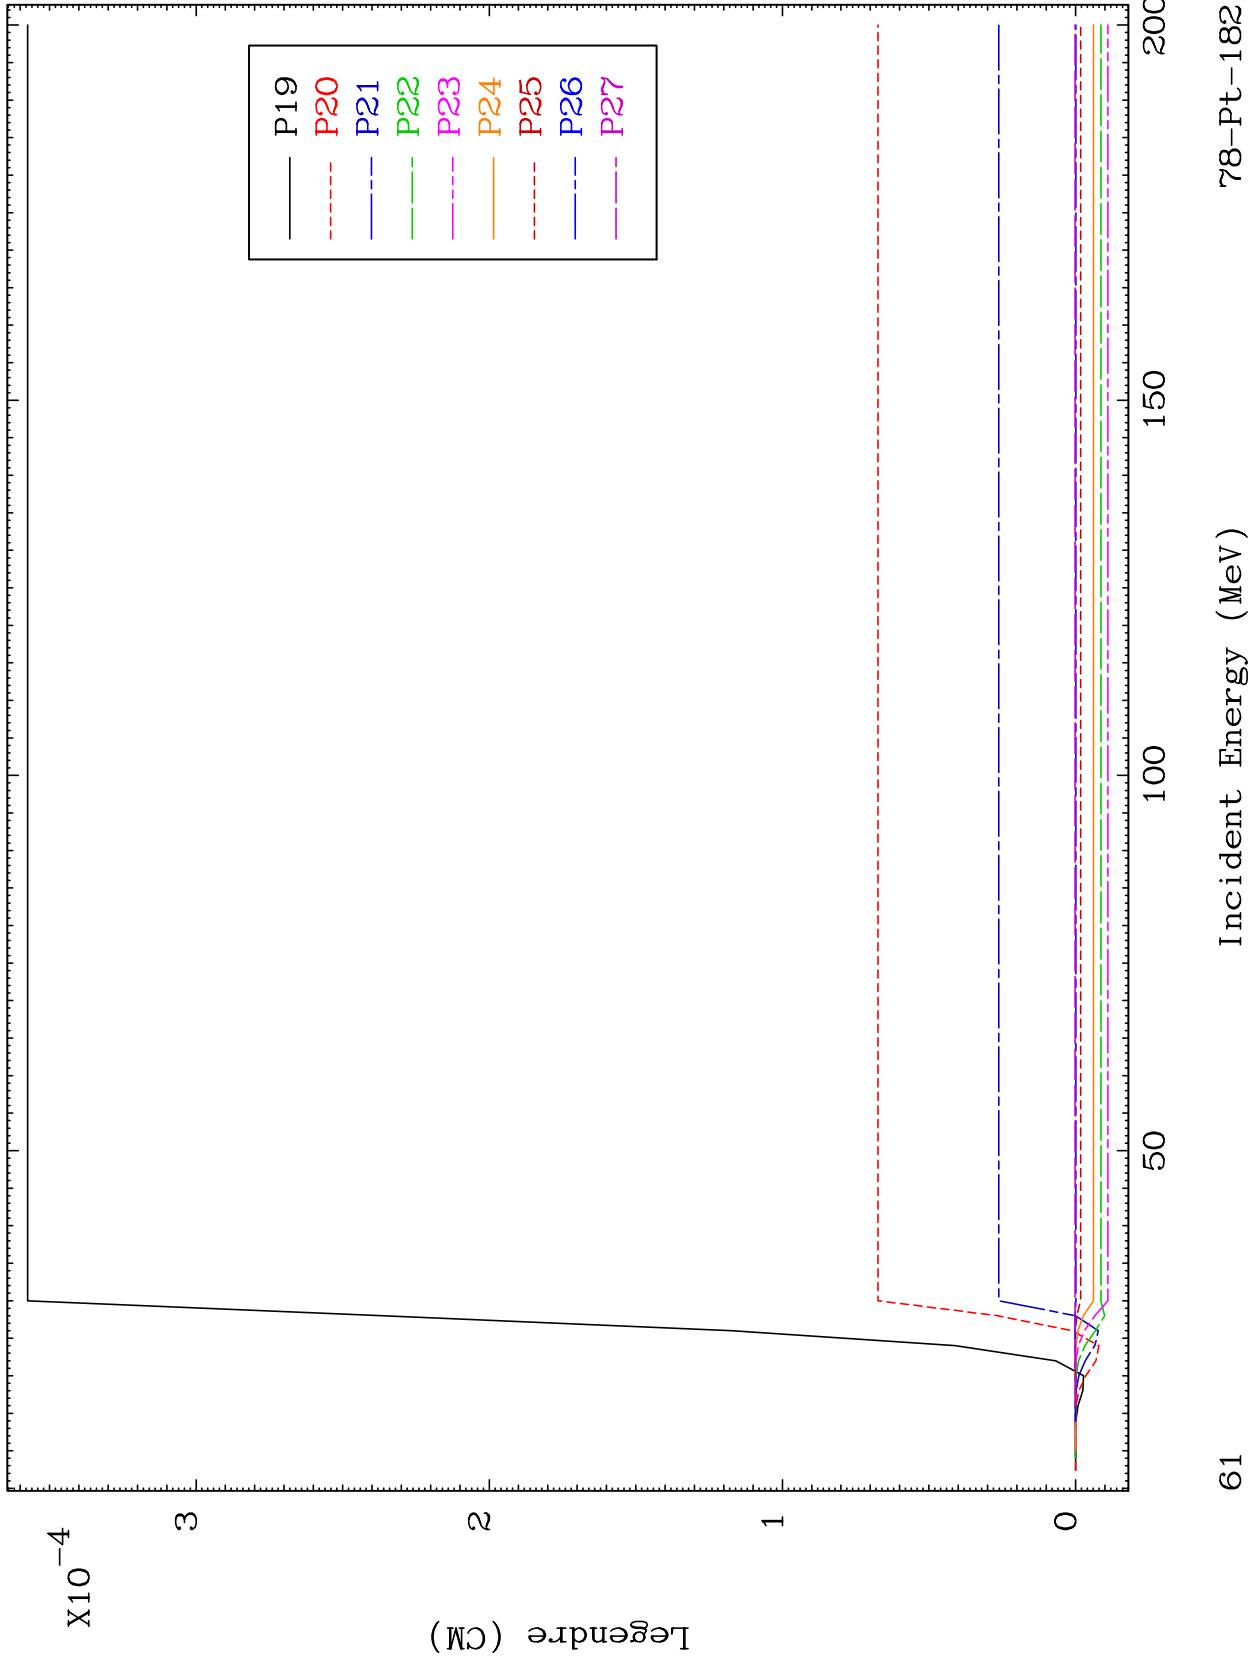 X10-4
Legendre (CM)
3
2
1
0
P19
P20
P21
P22
P23
P24
P25
P26
P27
50
100
150
200
61
Incident Energy (MeV)
78-Pt-182